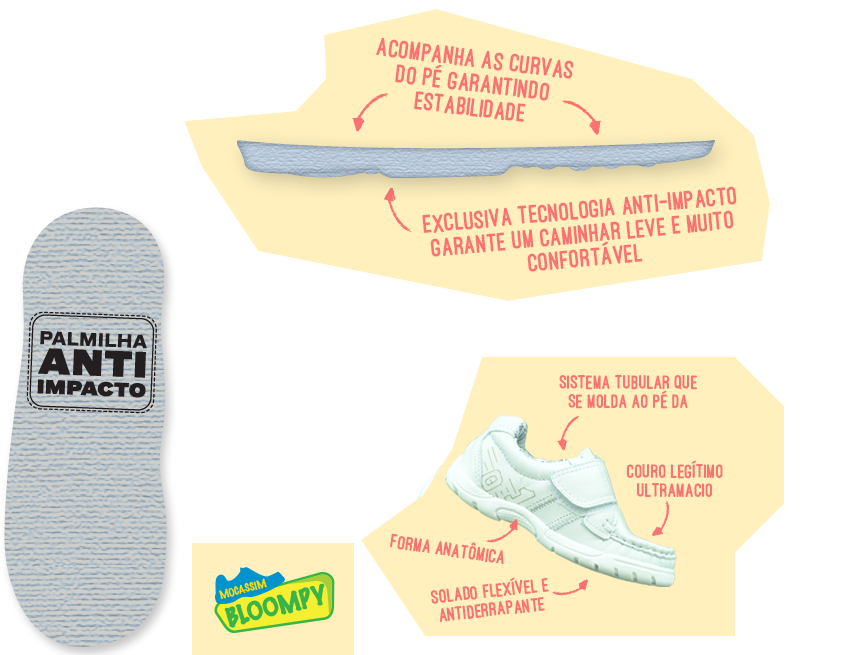 ACOMPANHA AS CURVAS
DO PÉ GARANTINDO
ESTABILIDADE
EXCLUSIVA TECNOLOGIA ANTI-IMPACTO
GARANTE UM CAMINHAR LEVE E MUITO
CONFORTÁVEL
PALMILHA
ANTI
IMPACTO
SISTEMA TUBULAR QUE
SE MOLDA AO PÉ DA
COURO LEGÍTIMO
ULTRAMACIO
FORMA ANATÔMICA
SOLADO FLEXÍVEL E
ANTIDERRAPANTE
MOCASSIM
BLOOMPY